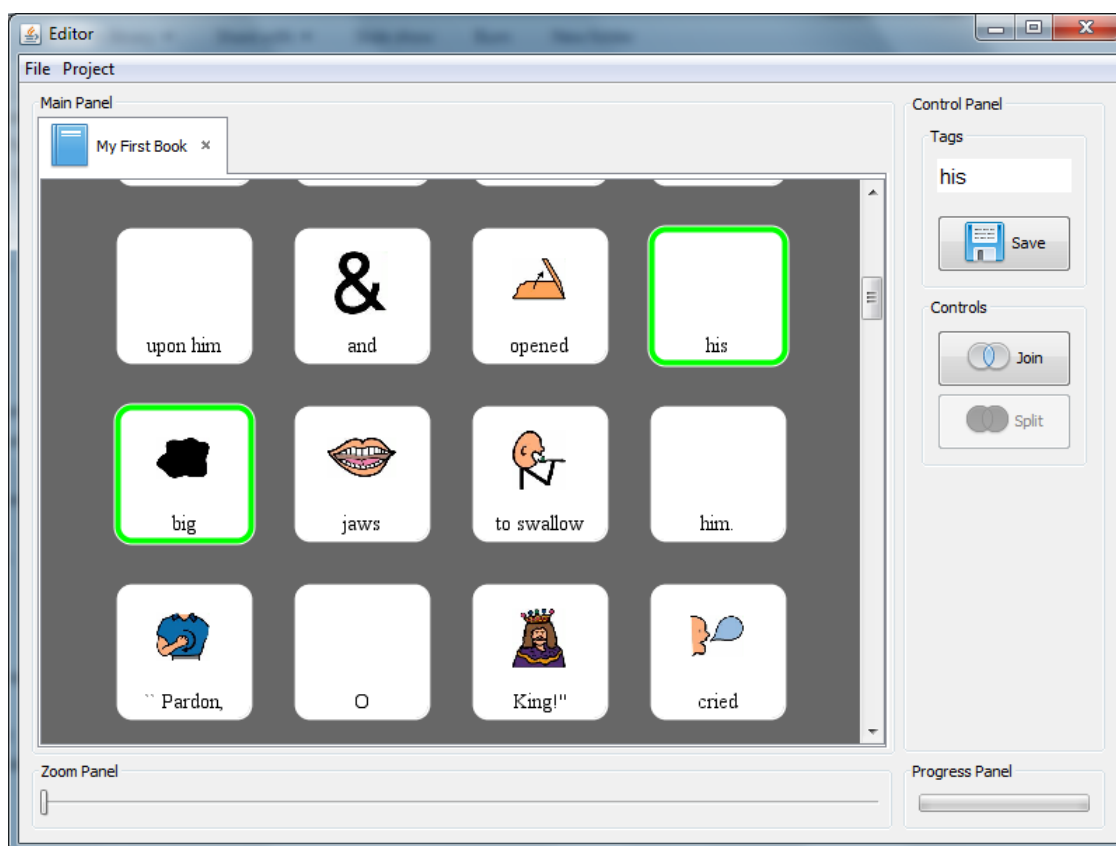 Editor
File Project
Main Panel
Control Panel
My First Book
Tags
his
Save
upon him
&
and
opened
his
Controls
Join
Split
big
jaws
to swallow
him.
`` Pardon,
O
King!"
cried
Zoom Panel
Progress Panel